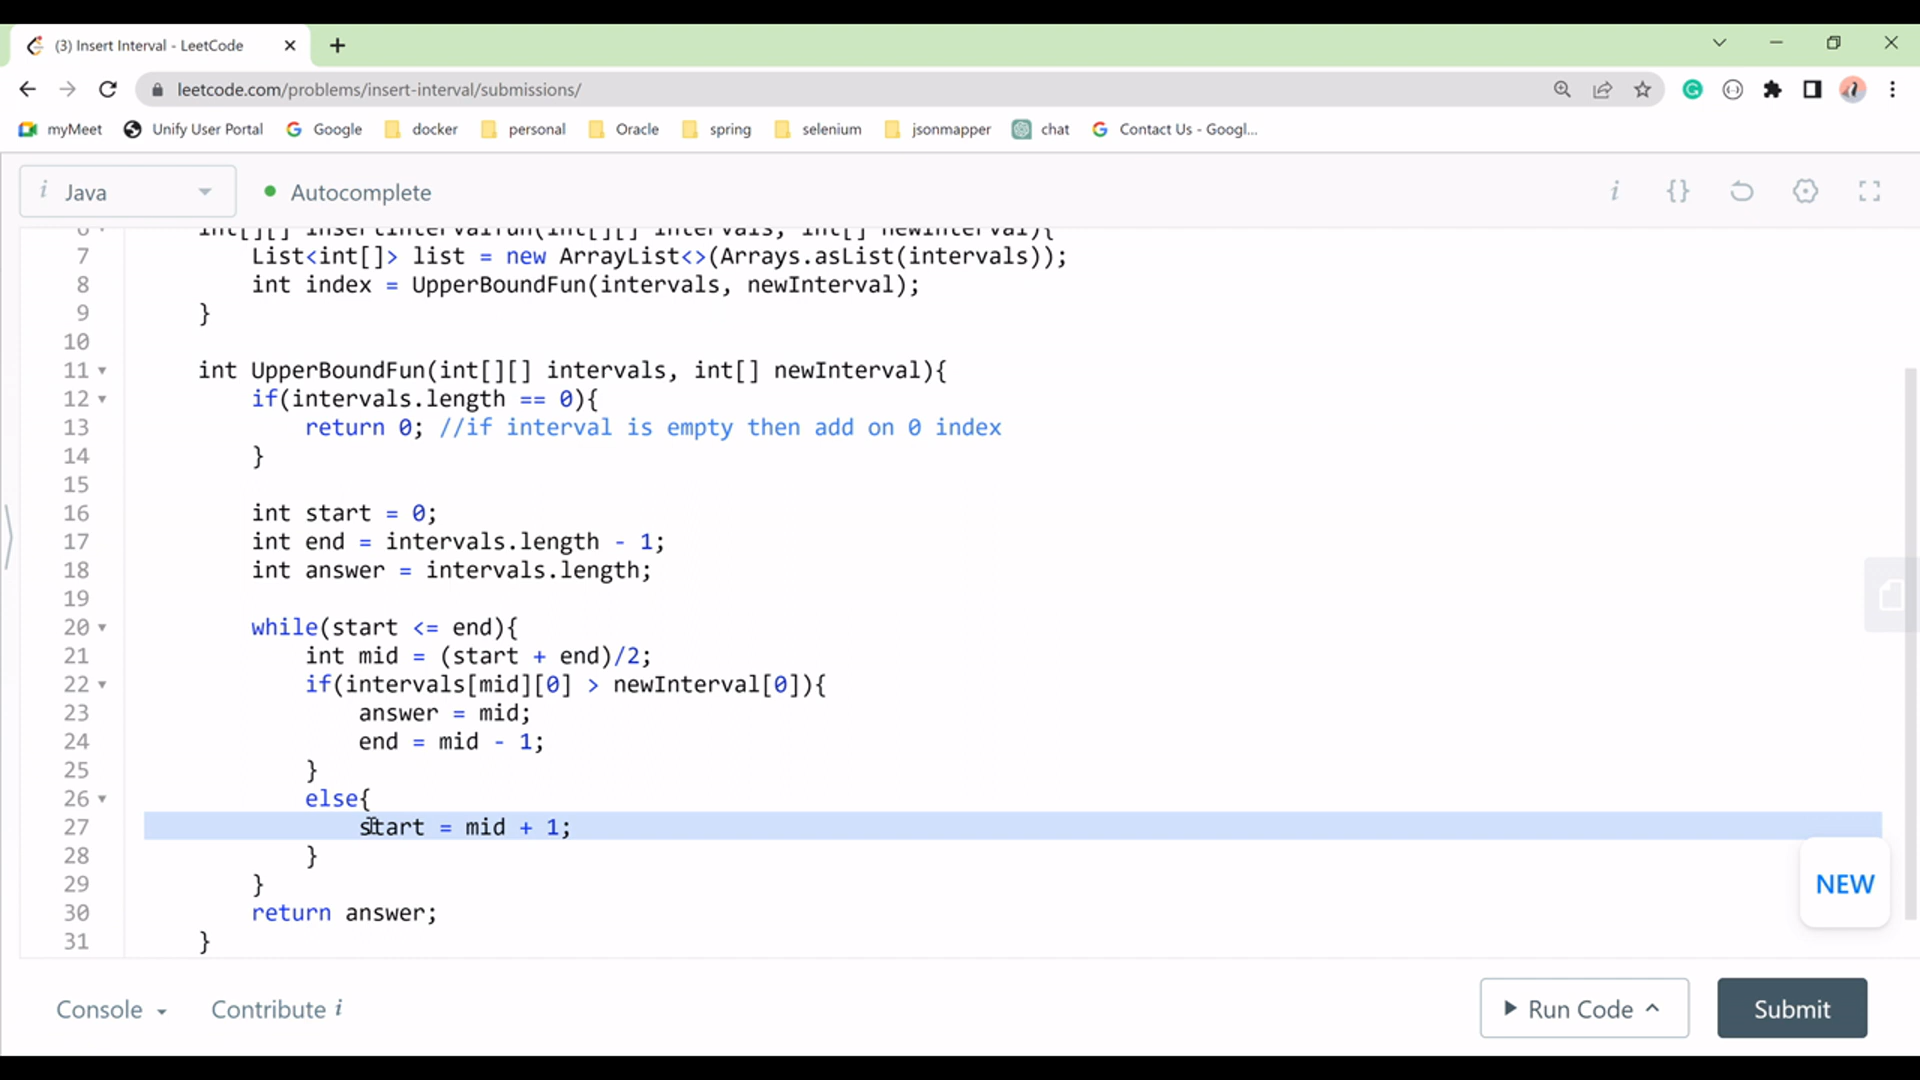 (3) Insert Interval - LeetCode
leetcode.com/problems/insert-interval/submissions/
myMeet Unify User Portal Google docker personal Oracle spring selenium jsonmapper chat Contact Us - Googl...
i Java Autocomplete i {}
int[][] insertIntervalFun(int[][] intervals, int[] newInterval){
7 List<int[]> list = new ArrayList<>(Arrays.asList(intervals));
8 int index = UpperBoundFun(intervals, newInterval);
9 }
10
11 int UpperBoundFun(int[][] intervals, int[] newInterval){
12 if(intervals.length == 0){
13 return 0; //if interval is empty then add on 0 index
14 }
15
16 int start = 0;
17 int end = intervals.length - 1;
18 int answer = intervals.length;
19
20 while(start <= end){
21 int mid = (start + end)/2;
22 if(intervals[mid][0] > newInterval[0]){
23 answer = mid;
24 end = mid - 1;
25 }
26 else{
27 start = mid + 1;
28 }
29 }
30 return answer;
31 }
NEW
Console Contribute i Run Code Submit